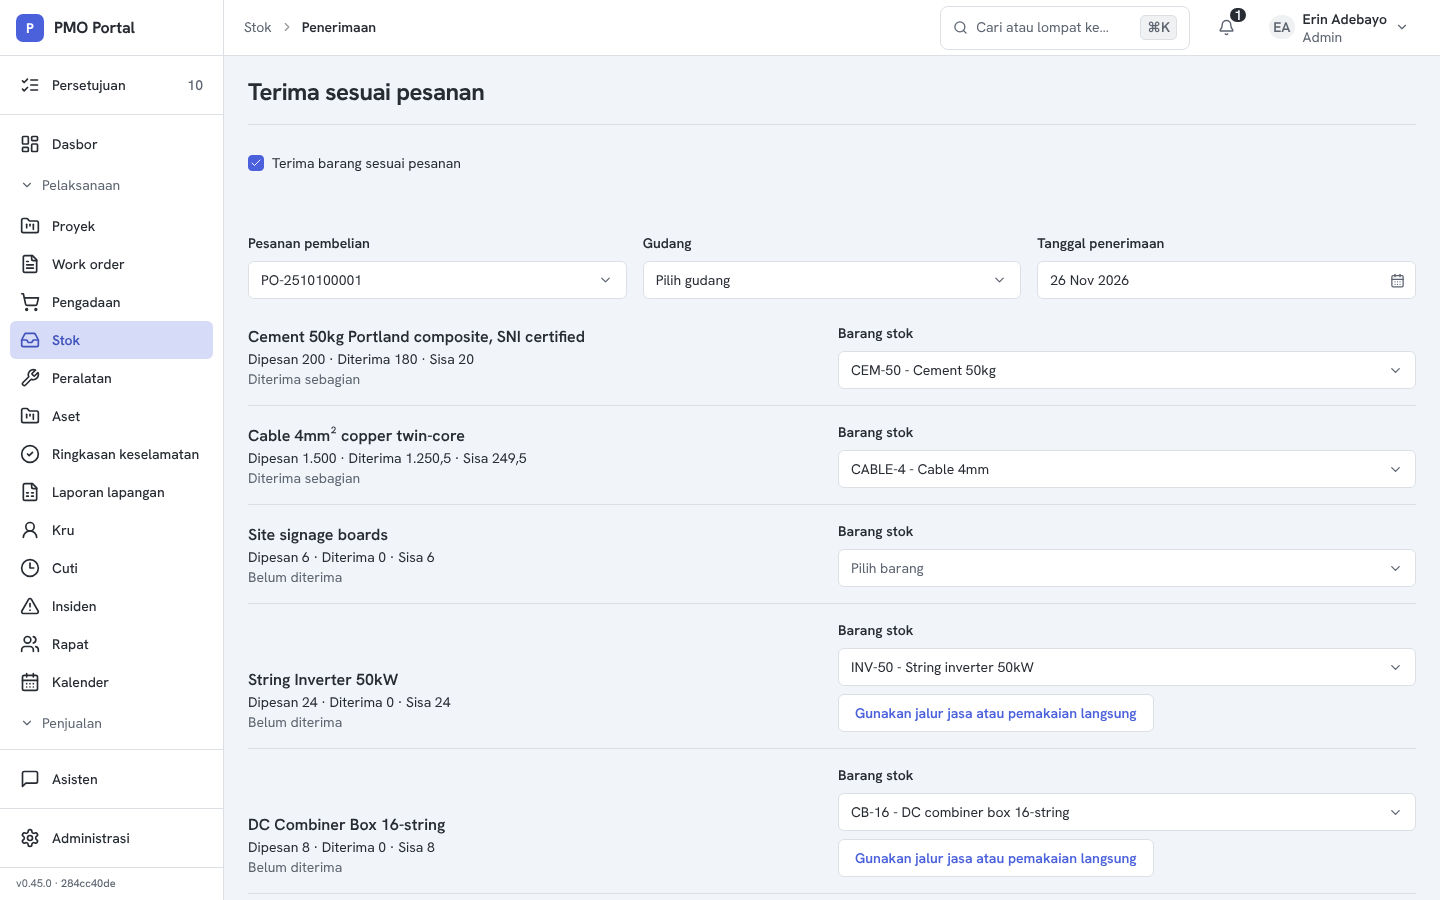 P PMO Portal
Stok > Penerimaan
Cari atau lompat ke... ⌘K
1
EA Erin Adebayo
Admin
Persetujuan 10
Dasbor
Pelaksanaan
Proyek
Work order
Pengadaan
Stok
Peralatan
Aset
Ringkasan keselamatan
Laporan lapangan
Kru
Cuti
Insiden
Rapat
Kalender
Penjualan
Asisten
Administrasi
v0.45.0 · 284cc40de
Terima sesuai pesanan
Terima barang sesuai pesanan
Pesanan pembelian Gudang Tanggal penerimaan
PO-2510100001 Pilih gudang 26 Nov 2026
Cement 50kg Portland composite, SNI certified
Dipesan 200 · Diterima 180 · Sisa 20
Diterima sebagian
Barang stok
CEM-50 - Cement 50kg
Cable 4mm² copper twin-core
Dipesan 1.500 · Diterima 1.250,5 · Sisa 249,5
Diterima sebagian
Barang stok
CABLE-4 - Cable 4mm
Site signage boards
Dipesan 6 · Diterima 0 · Sisa 6
Belum diterima
Barang stok
Pilih barang
String Inverter 50kW
Dipesan 24 · Diterima 0 · Sisa 24
Belum diterima
Barang stok
INV-50 - String inverter 50kW
Gunakan jalur jasa atau pemakaian langsung
DC Combiner Box 16-string
Dipesan 8 · Diterima 0 · Sisa 8
Belum diterima
Barang stok
CB-16 - DC combiner box 16-string
Gunakan jalur jasa atau pemakaian langsung